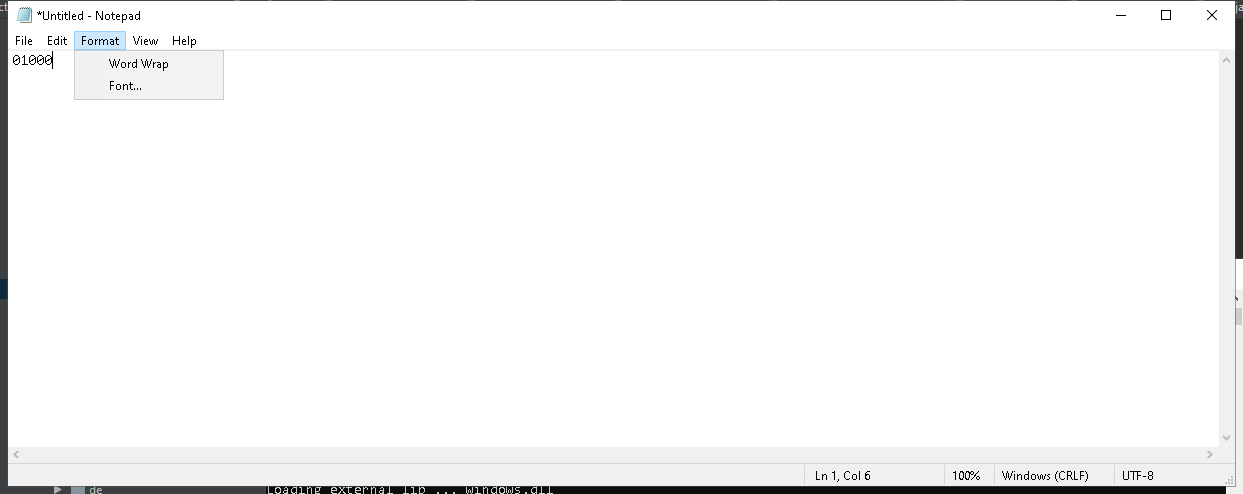 *Untitled - Notepad
File Edit Format View Help
01000
Word Wrap
Font...
Ln 1, Col 6 100% Windows (CRLF) UTF-8
de Loading external lib ... windows.dll